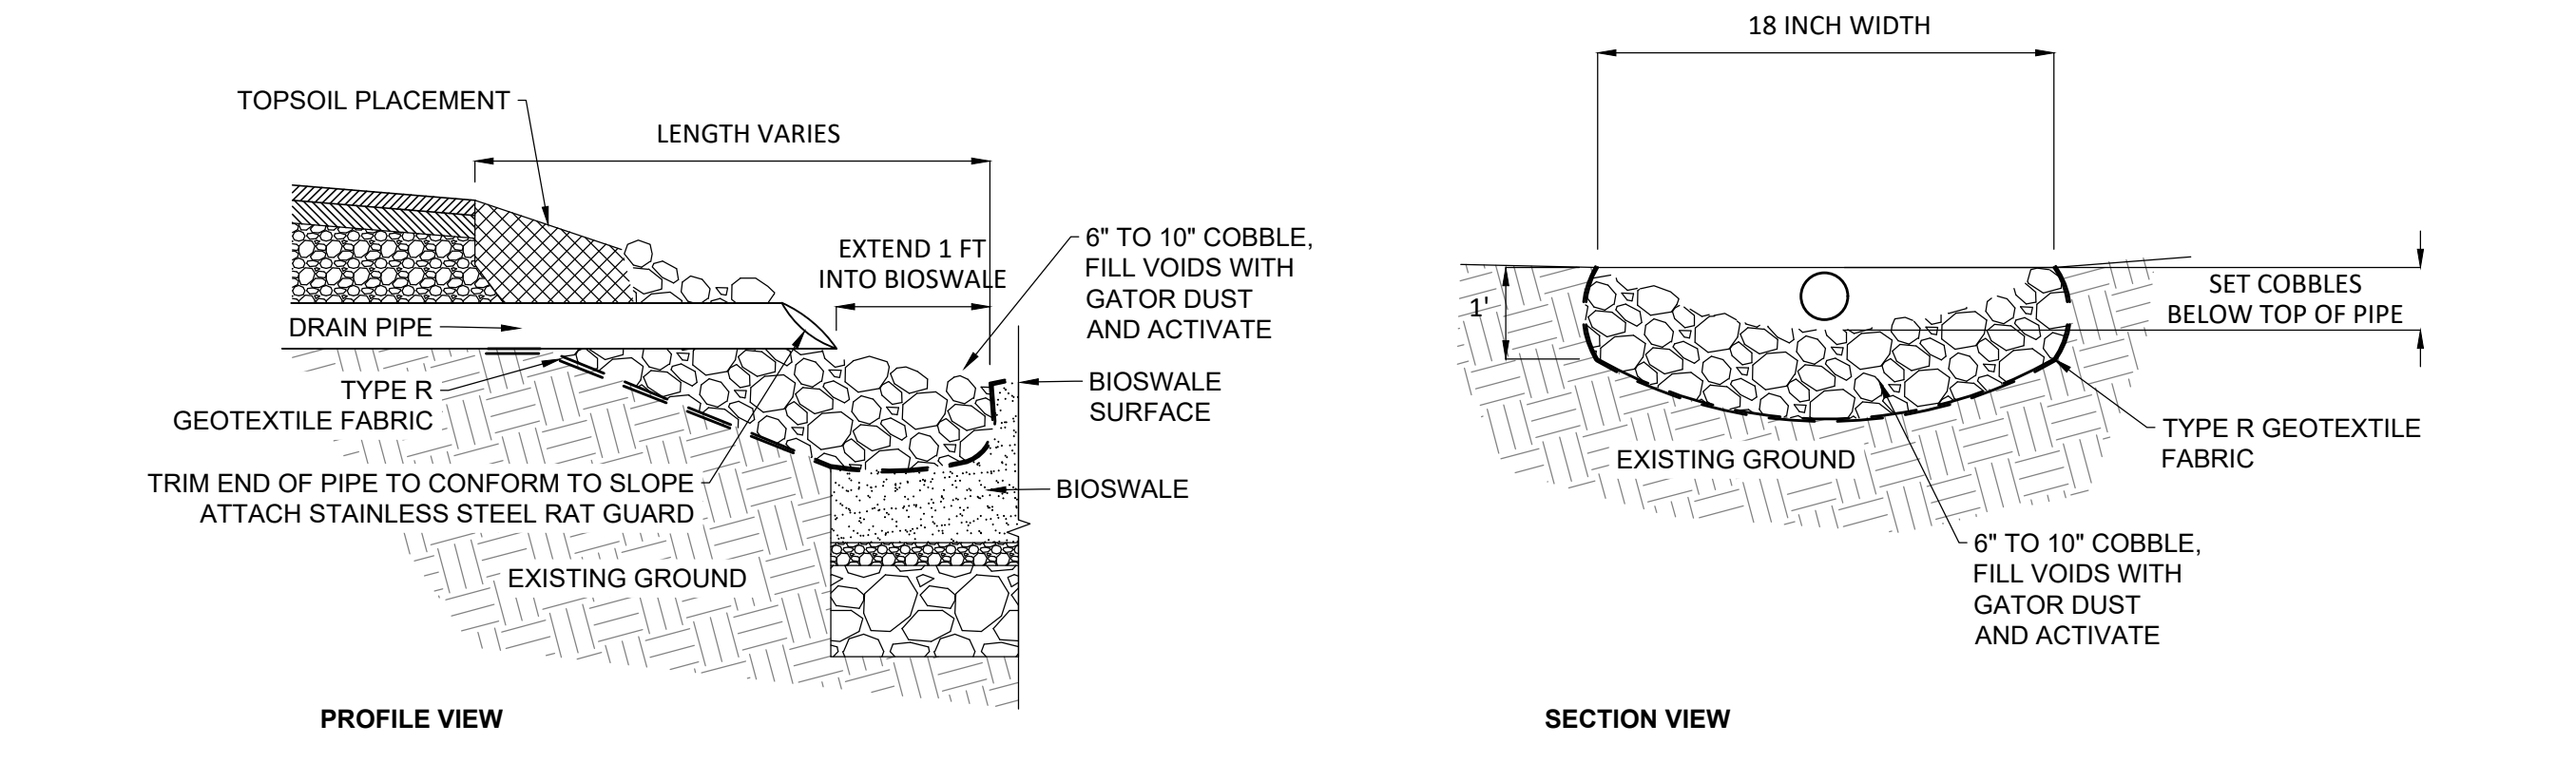 TOPSOIL PLACEMENT
LENGTH VARIES
EXTEND 1 FT
INTO BIOSWALE
6" TO 10" COBBLE,
FILL VOIDS WITH
GATOR DUST
AND ACTIVATE
DRAIN PIPE
TYPE R
GEOTEXTILE FABRIC
BIOSWALE
SURFACE
TRIM END OF PIPE TO CONFORM TO SLOPE
ATTACH STAINLESS STEEL RAT GUARD
BIOSWALE
EXISTING GROUND
PROFILE VIEW
18 INCH WIDTH
1'
SET COBBLES
BELOW TOP OF PIPE
TYPE R GEOTEXTILE
FABRIC
EXISTING GROUND
6" TO 10" COBBLE,
FILL VOIDS WITH
GATOR DUST
AND ACTIVATE
SECTION VIEW